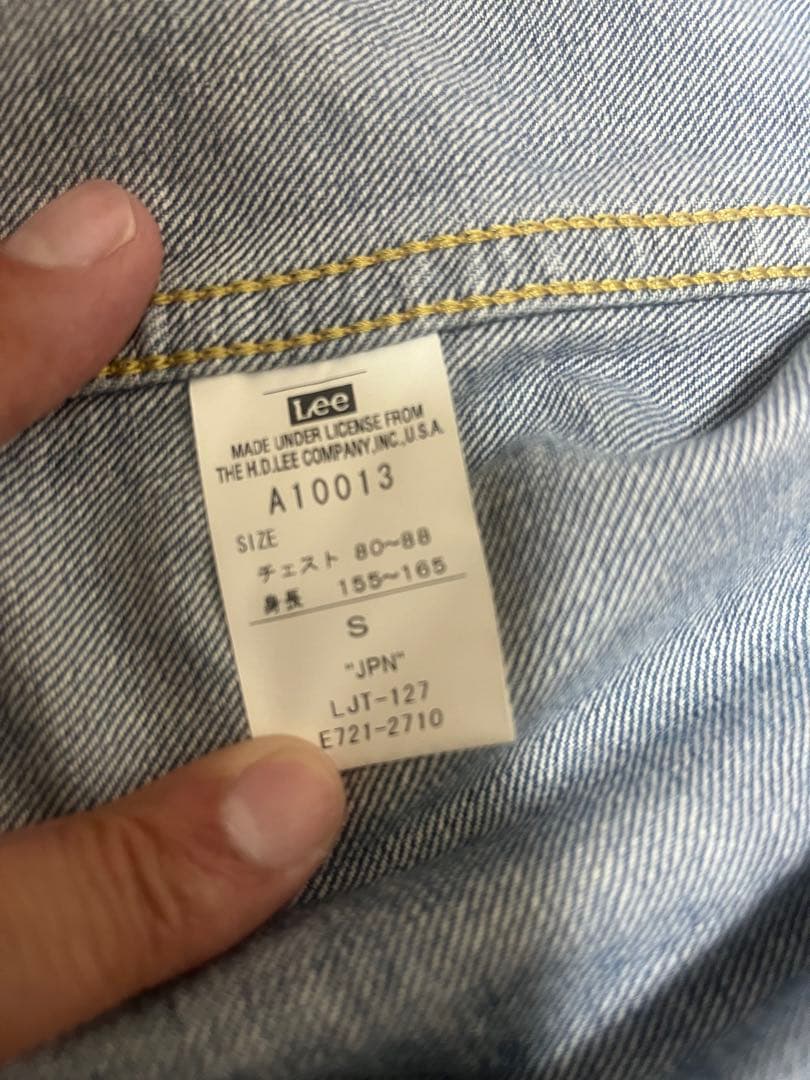 Lee
MADE UNDER LICENSE FROM
THE H.D.LEE COMPANY,INC.,U.S.A.
A10013
SIZE
チェスト 80~88
身長 155~165
S
"JPN"
LJT-127
E721-2710